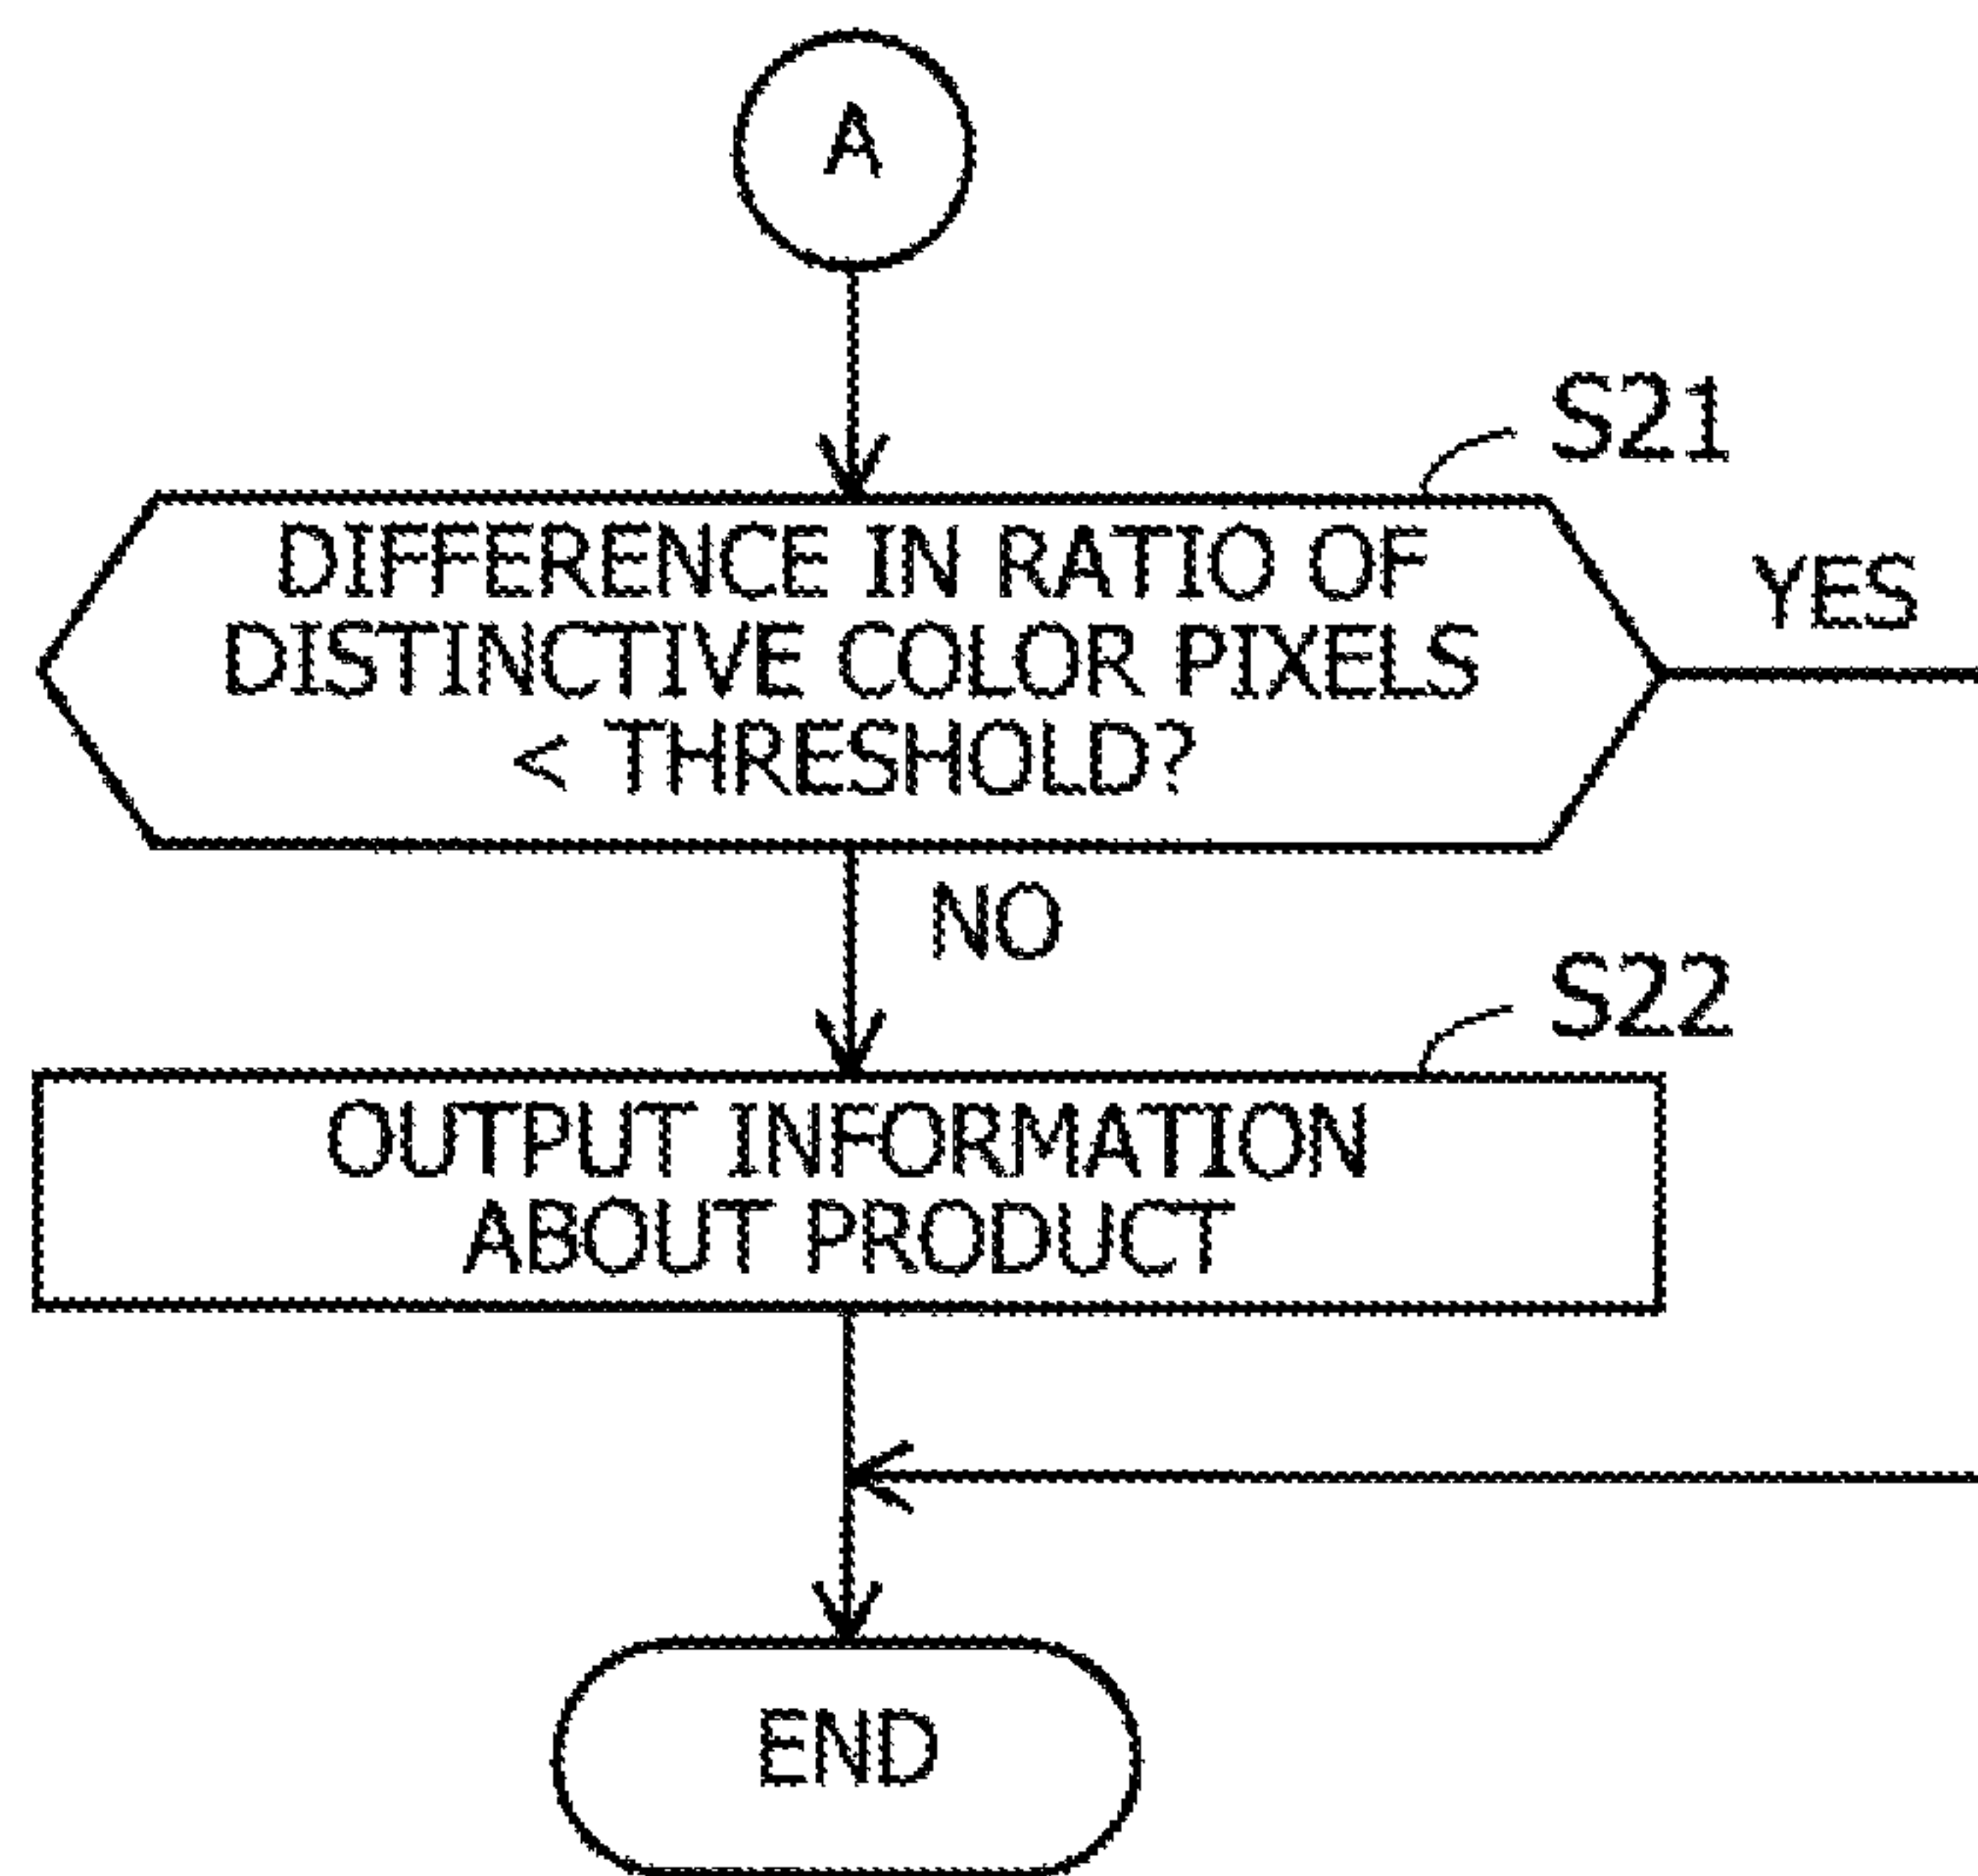 A
S21
DIFFERENCE IN RATIO OF
DISTINCTIVE COLOR PIXELS
< THRESHOLD?
YES
NO
S22
OUTPUT INFORMATION
ABOUT PRODUCT
END